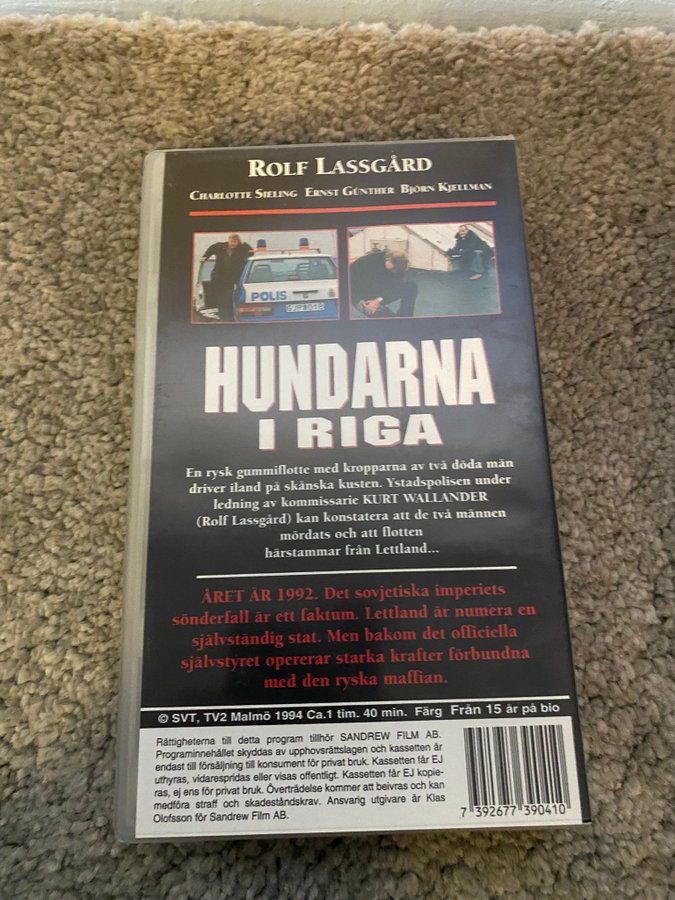 ROLF LASSGÅRD
CHARLOTTE SIELING ERNST GÜNTHER BJÖRN KJELLMAN
POLIS
HUNDARNA
I RIGA
En rysk gummiflotte med kropparna av två döda män
driver iland på skånska kusten. Ystadspolisen under
ledning av kommissarie KURT WALLANDER
(Rolf Lassgård) kan konstatera att de två männen
mördats och att flotten
härstammar från Lettland...
ÅRET ÄR 1992. Det sovjetiska imperiets
sönderfall är ett faktum. Lettland är numera en
självständig stat. Men bakom det officiella
självstyret opererar starka krafter förbundna
med den ryska maffian.
© SVT, TV2 Malmö 1994 Ca.1 tim. 40 min. Färg Från 15 år på bio
Rättigheterna till detta program tillhör SANDREW FILM AB.
Programinnehållet skyddas av upphovsrättslagen och kassetten är
endast till försäljning till konsument för privat bruk. Kassetten får EJ
uthyras, vidarespridas eller visas offentligt. Kassetten får EJ kopie-
ras, ej ens för privat bruk. Överträdelse kommer att beivras och kan
medföra straff och skadeståndskrav. Ansvarig utgivare är Klas
Olofsson för Sandrew Film AB.
7 392677 390410